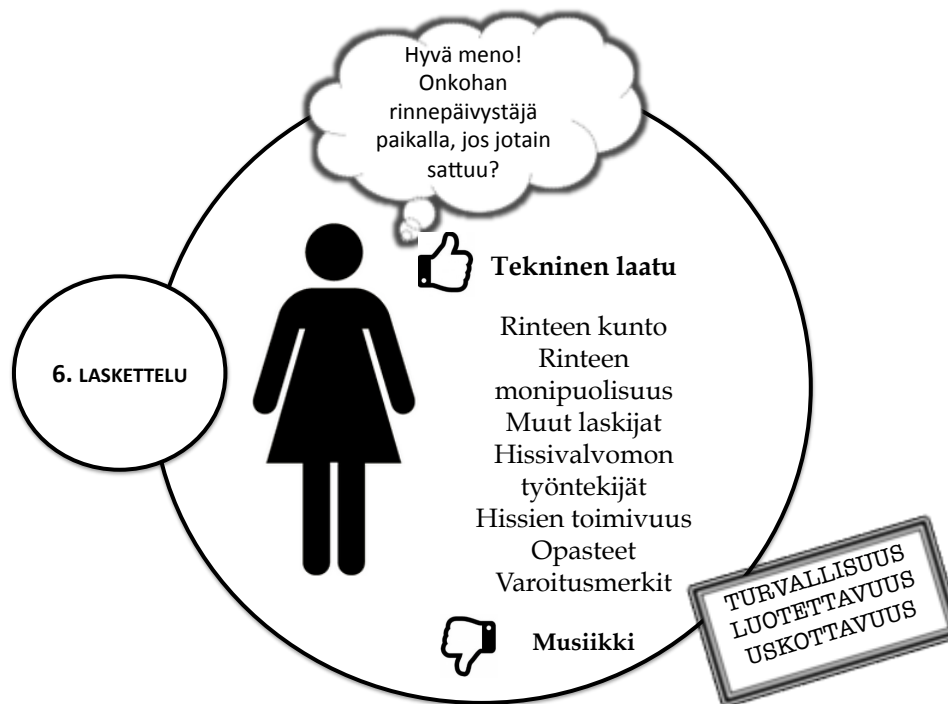 Hyvä meno!
Onkohan
rinnepäivystäjä
paikalla, jos jotain
sattuu?
Tekninen laatu
Rinteen kunto
Rinteen
monipuolisuus
Muut laskijat
Hissivalvomon
työntekijät
Hissien toimivuus
Opasteet
Varoitusmerkit
6. LASKETTELU
TURVALLISUUS
LUOTETTAVUUS
USKOTTAVUUS
Musiikki